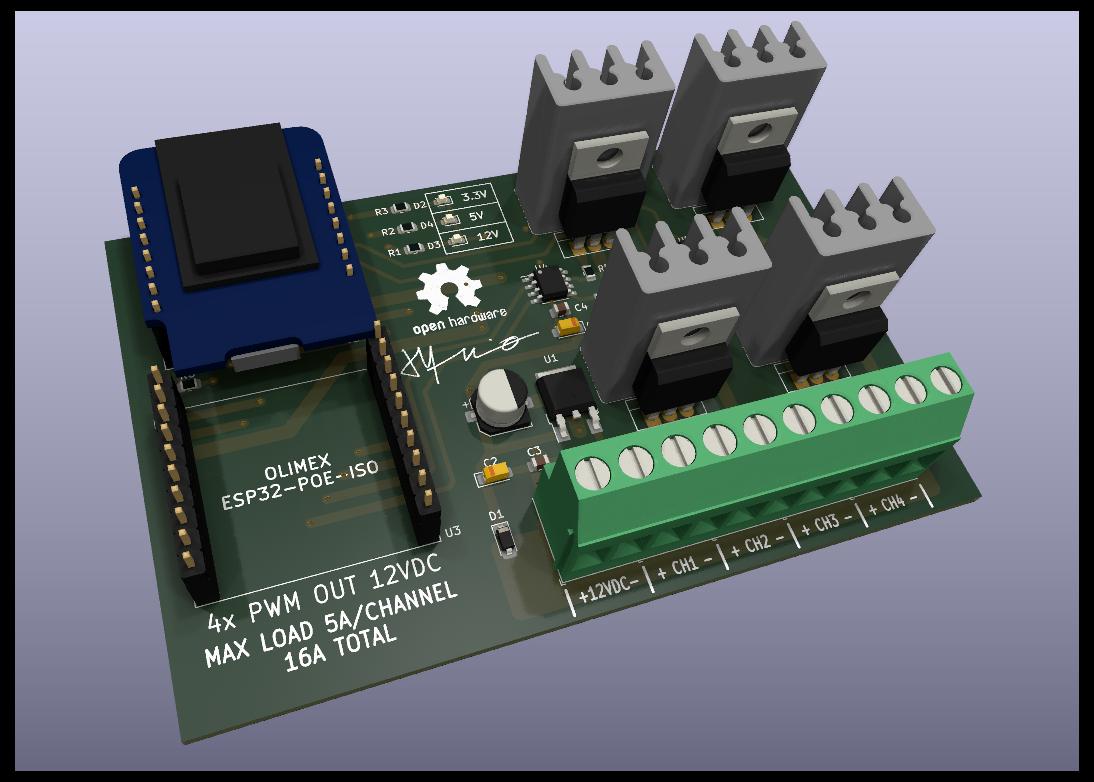 R3 D2 3.3V
R2 D4 5V
R1 D3 12V
open hardware
C4
U1
C2
C3
D1
U3
OLIMEX
ESP32-POE-ISO
4x PWM OUT 12VDC
MAX LOAD 5A/CHANNEL
16A TOTAL
+12VDC-
+ CH1 -
+ CH2 -
+ CH3 -
+ CH4 -